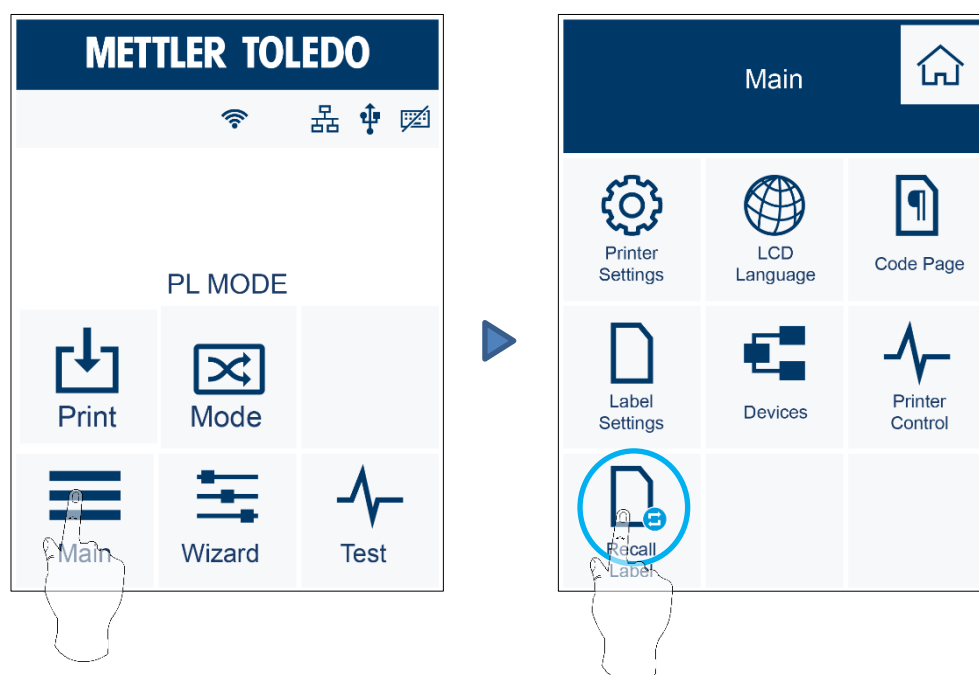 METTLER TOLEDO
PL MODE
Print
Mode
Main
Wizard
Test
Main
Printer
Settings
LCD
Language
Code Page
Label
Settings
Devices
Printer
Control
Recall
Label